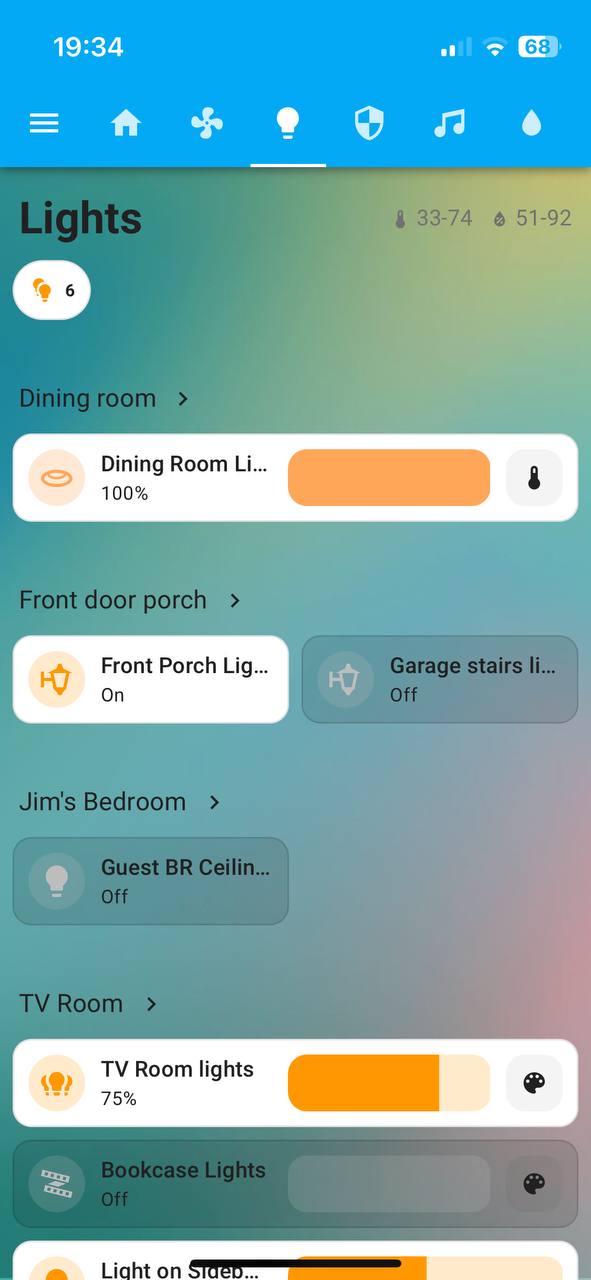 19:34
68
Lights
33-74 51-92
6
Dining room
Dining Room Li...
100%
Front door porch
Front Porch Lig...
On
Garage stairs li...
Off
Jim's Bedroom
Guest BR Ceilin...
Off
TV Room
TV Room lights
75%
Bookcase Lights
Off
Light on Sideb...